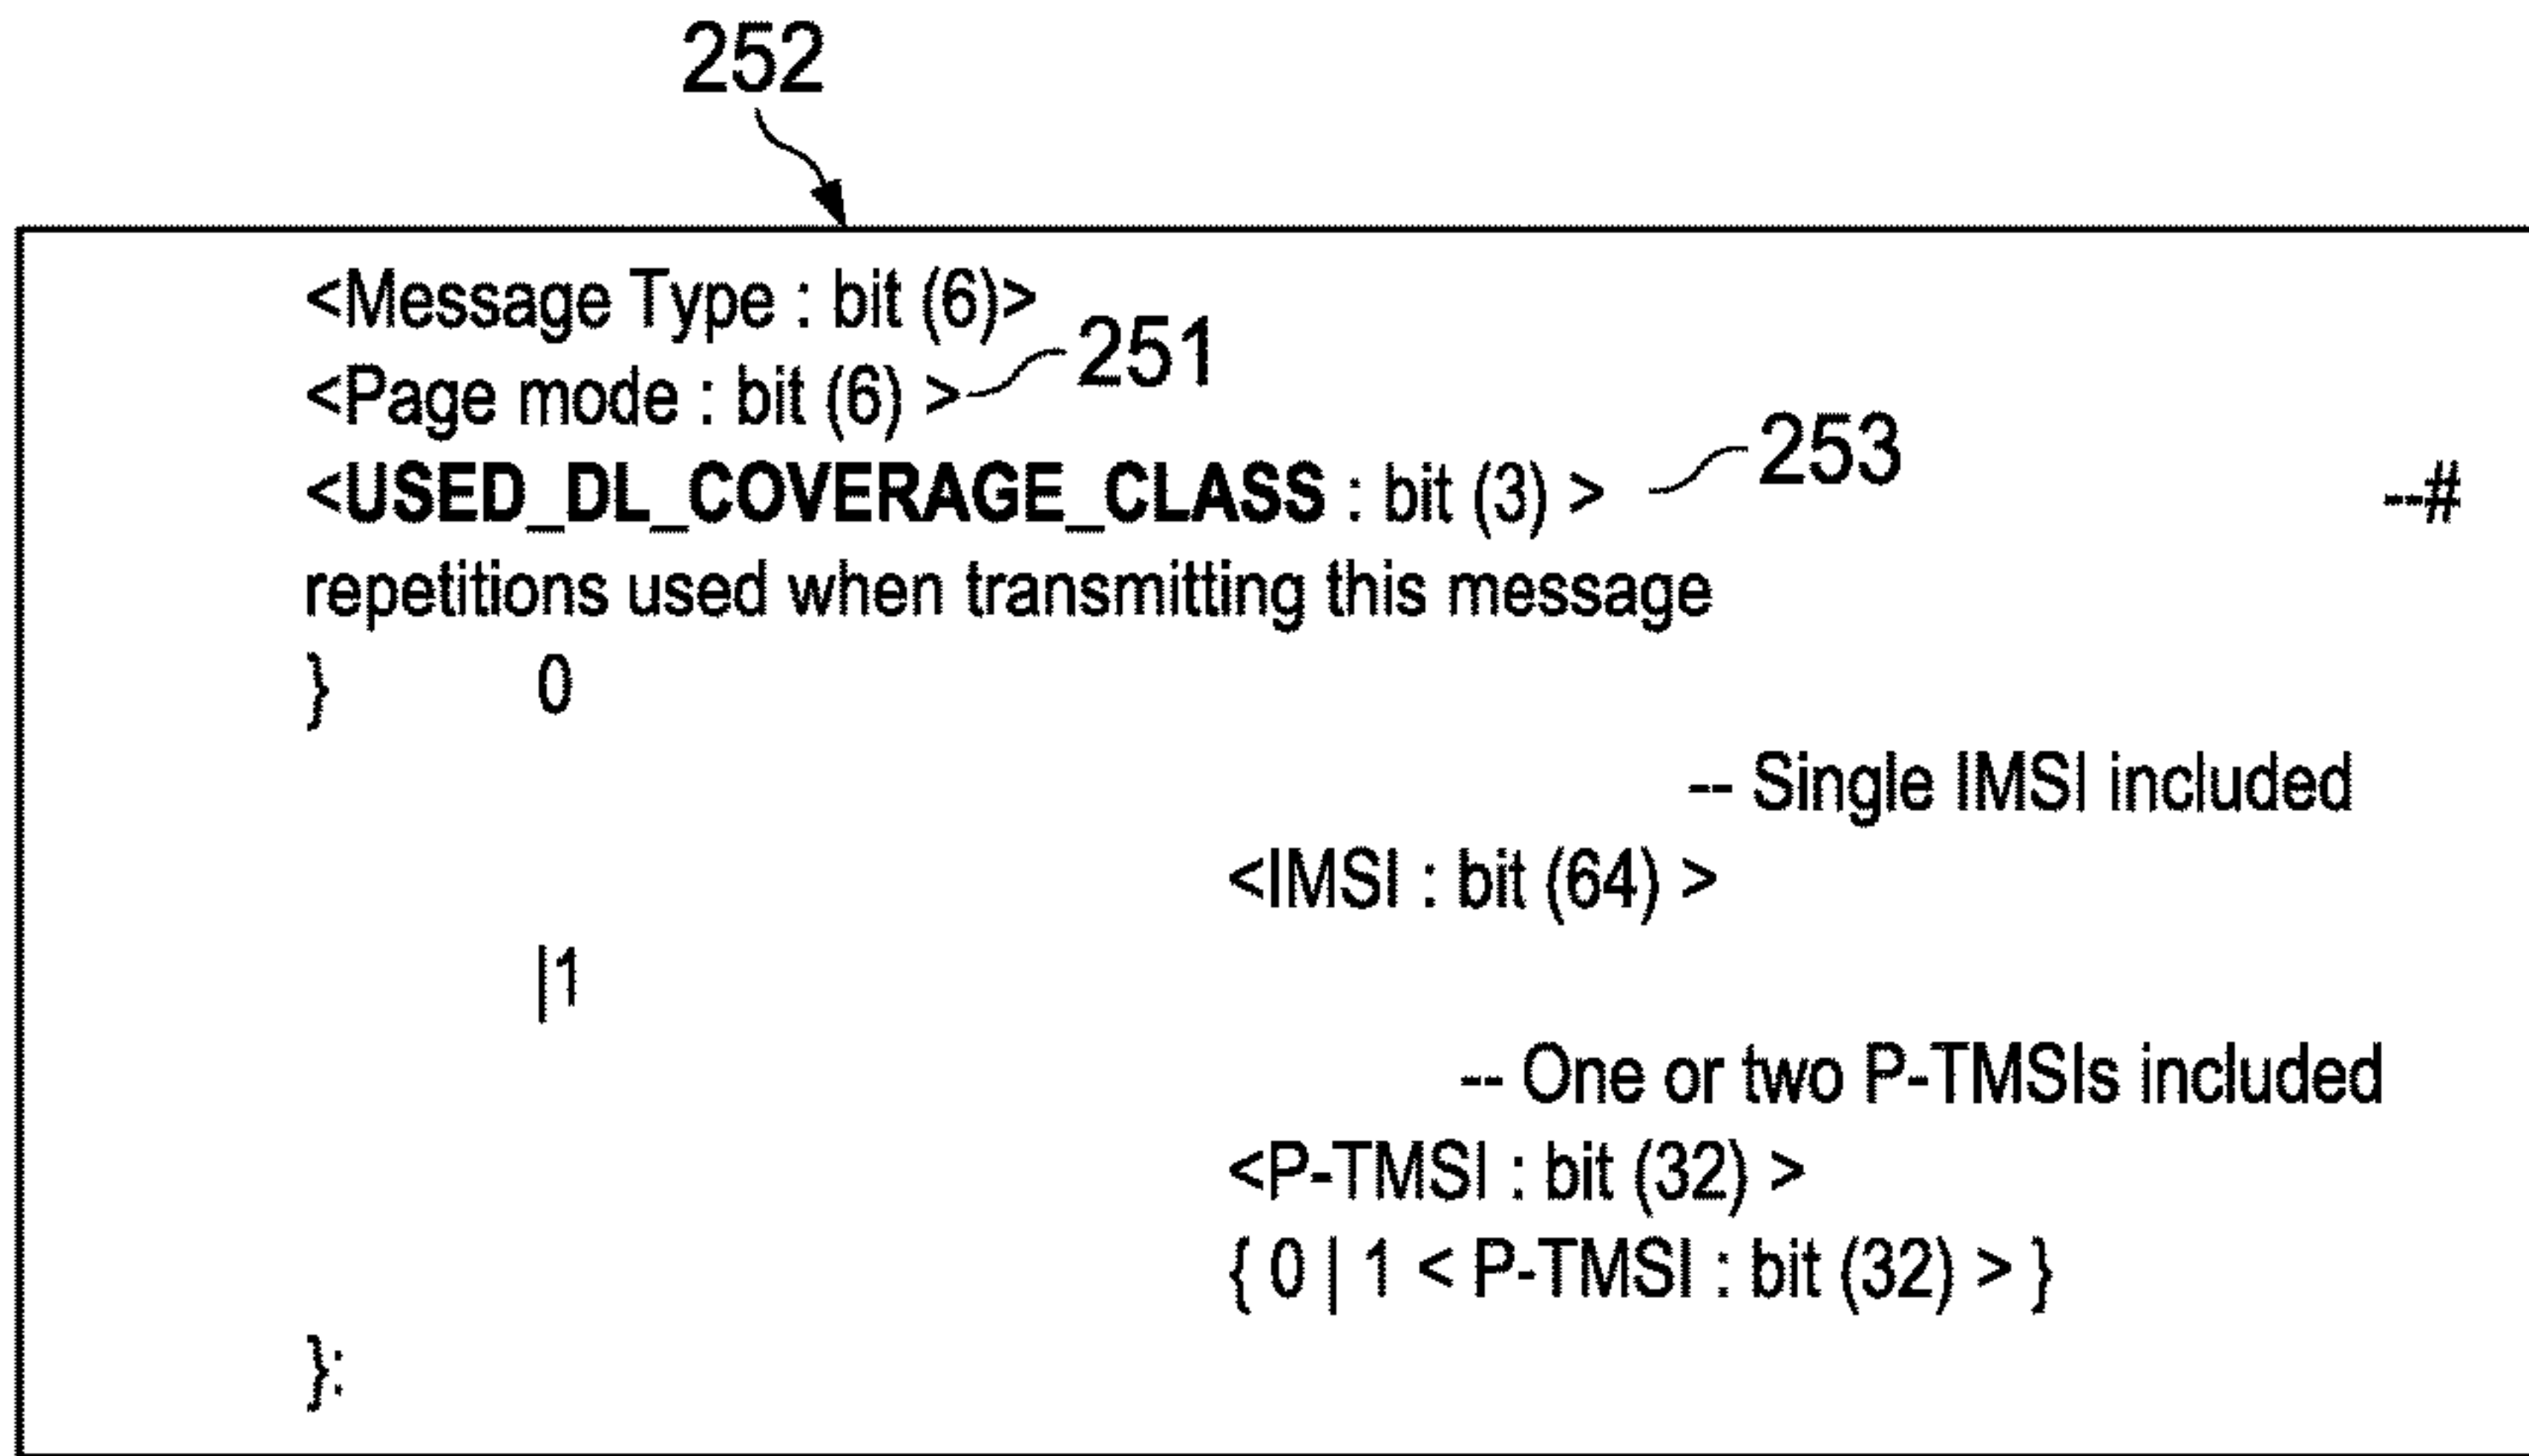 252
<Message Type : bit (6)>
<Page mode : bit (6) > 251
<USED_DL_COVERAGE_CLASS : bit (3) > 253 --#
repetitions used when transmitting this message
} 0
-- Single IMSI included
<IMSI : bit (64) >
|1
-- One or two P-TMSIs included
<P-TMSI : bit (32) >
{ 0 | 1 < P-TMSI : bit (32) > }
}: